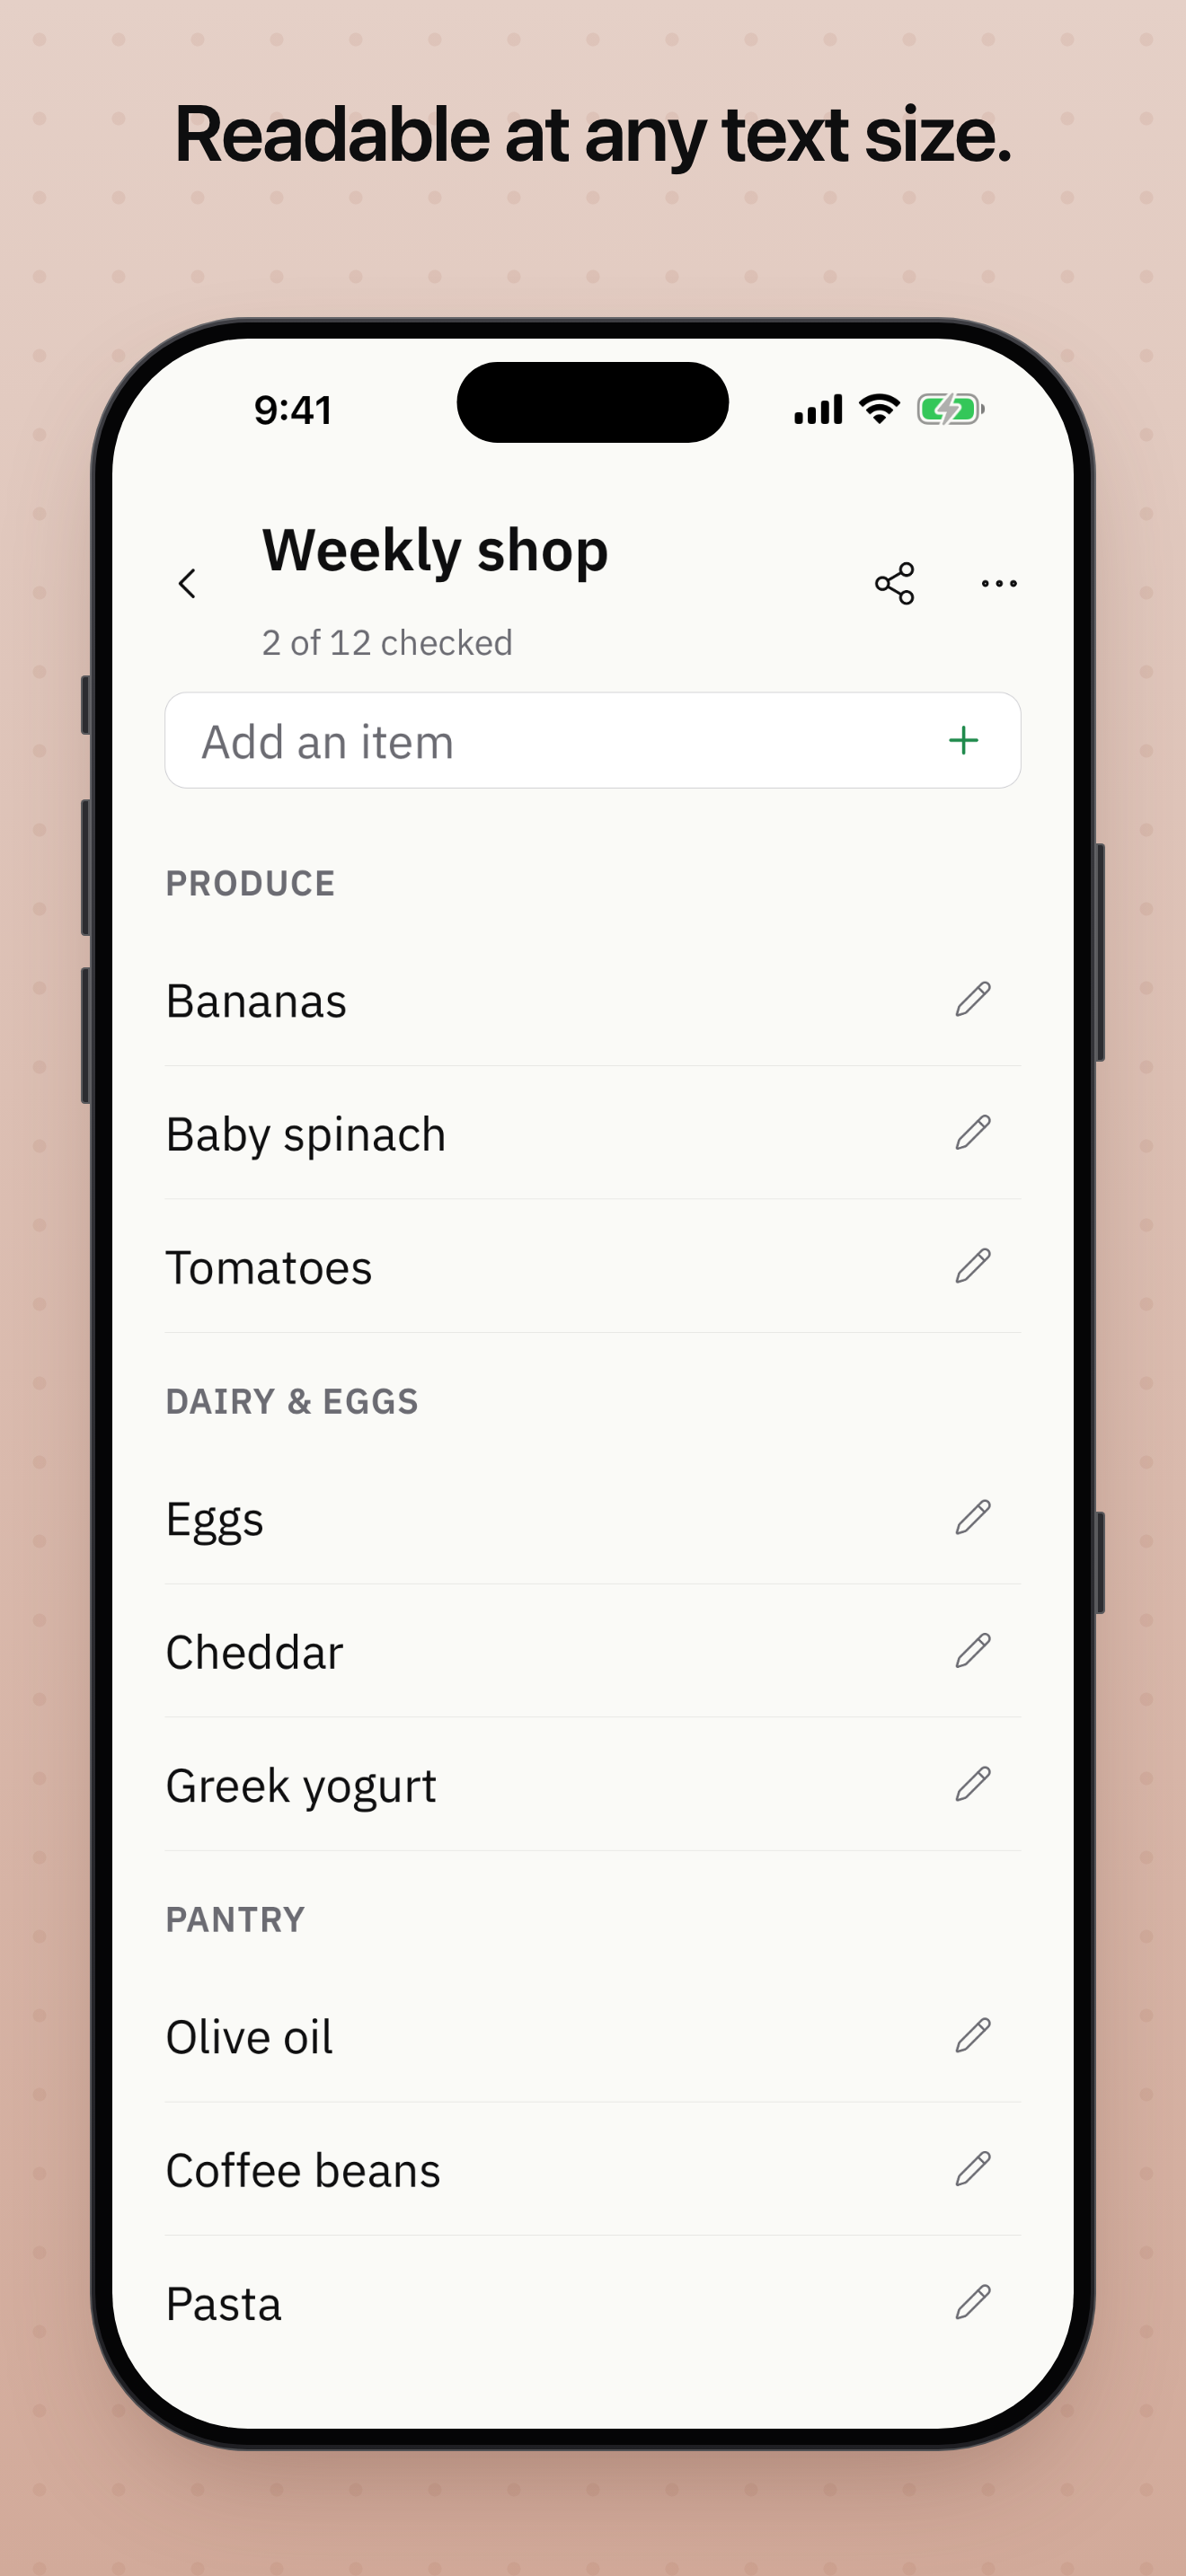 Readable at any text size.
9:41
Weekly shop
2 of 12 checked
Add an item
PRODUCE
Bananas
Baby spinach
Tomatoes
DAIRY & EGGS
Eggs
Cheddar
Greek yogurt
PANTRY
Olive oil
Coffee beans
Pasta